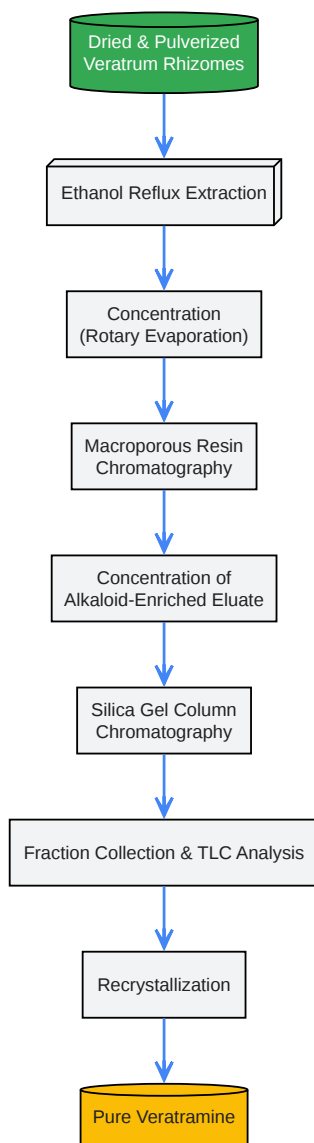 Dried & Pulverized
Veratrum Rhizomes
Ethanol Reflux Extraction
Concentration
(Rotary Evaporation)
Macroporous Resin
Chromatography
Concentration of
Alkaloid-Enriched Eluate
Silica Gel Column
Chromatography
Fraction Collection & TLC Analysis
Recrystallization
Pure Veratramine